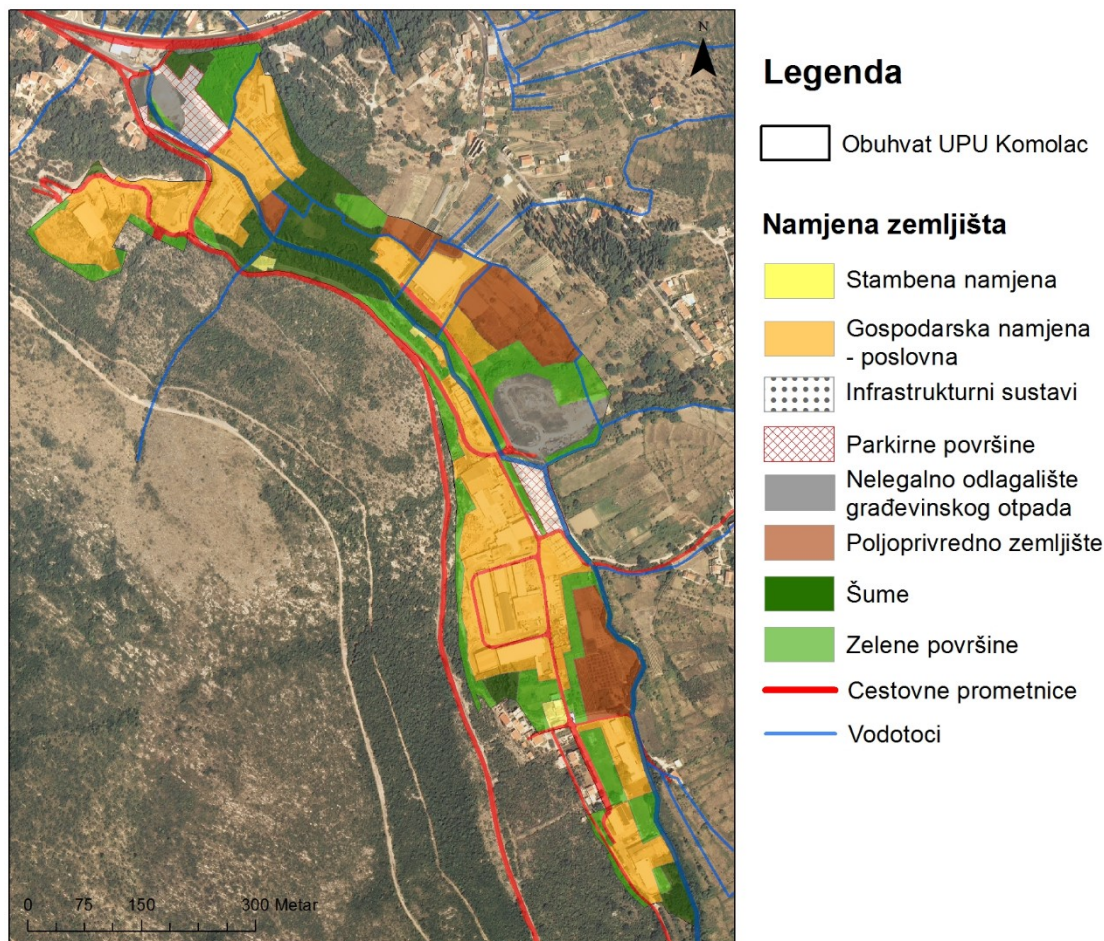 N
0 75 150 300 Metar
Legenda
Obuhvat UPU Komolac
Namjena zemljišta
Stambena namjena
Gospodarska namjena
- poslovna
Infrastrukturni sustavi
Parkirne površine
Nelegalno odlagalište
građevinskog otpada
Poljoprivredno zemljište
Šume
Zelene površine
Cestovne prometnice
Vodotoci